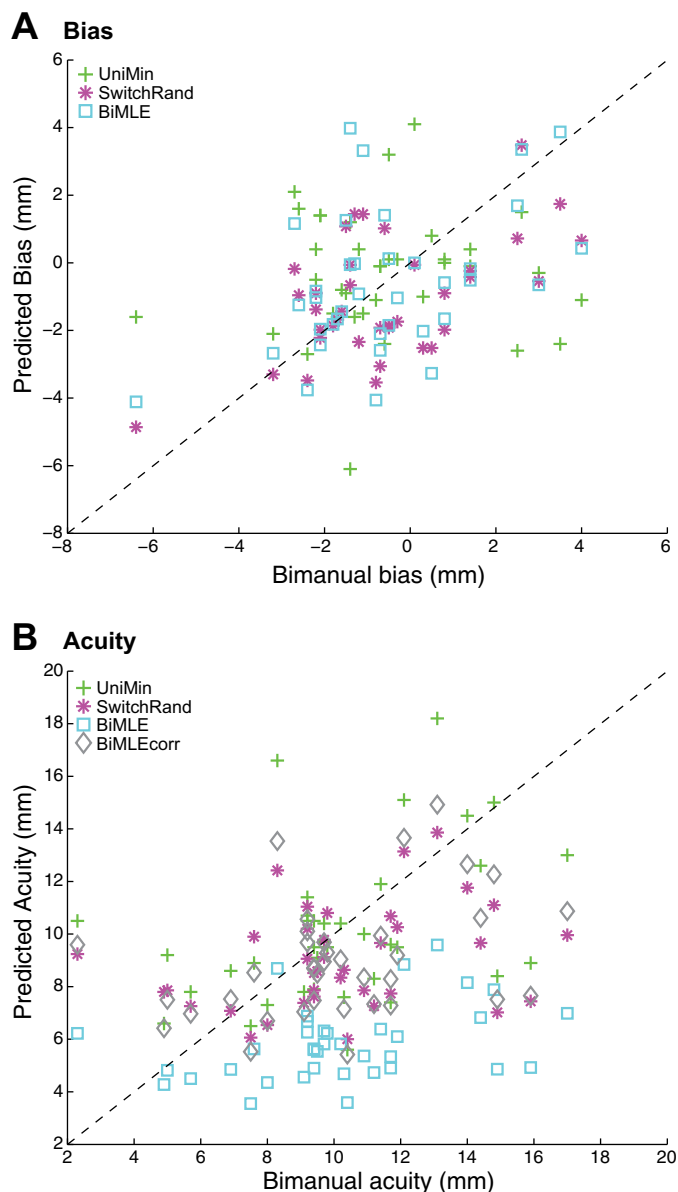 A Bias
6
UniMin
SwitchRand
BiMLE
4
2
0
−2
−4
−6
−8
Predicted Bias (mm)
−8 −6 −4 −2 0 2 4 6
Bimanual bias (mm)
B Acuity
20
UniMin
SwitchRand
BiMLE
BiMLEcorr
18
16
14
12
10
8
6
4
2
Predicted Acuity (mm)
2 4 6 8 10 12 14 16 18 20
Bimanual acuity (mm)